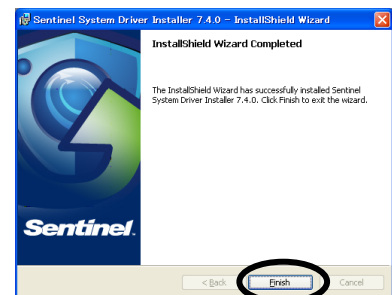 Sentinel System Driver Installer 7.4.0 - InstallShield Wizard
InstallShield Wizard Completed
The InstallShield Wizard has successfully installed Sentinel
System Driver Installer 7.4.0. Click Finish to exit the wizard.
Sentinel.
< Back
Finish
Cancel